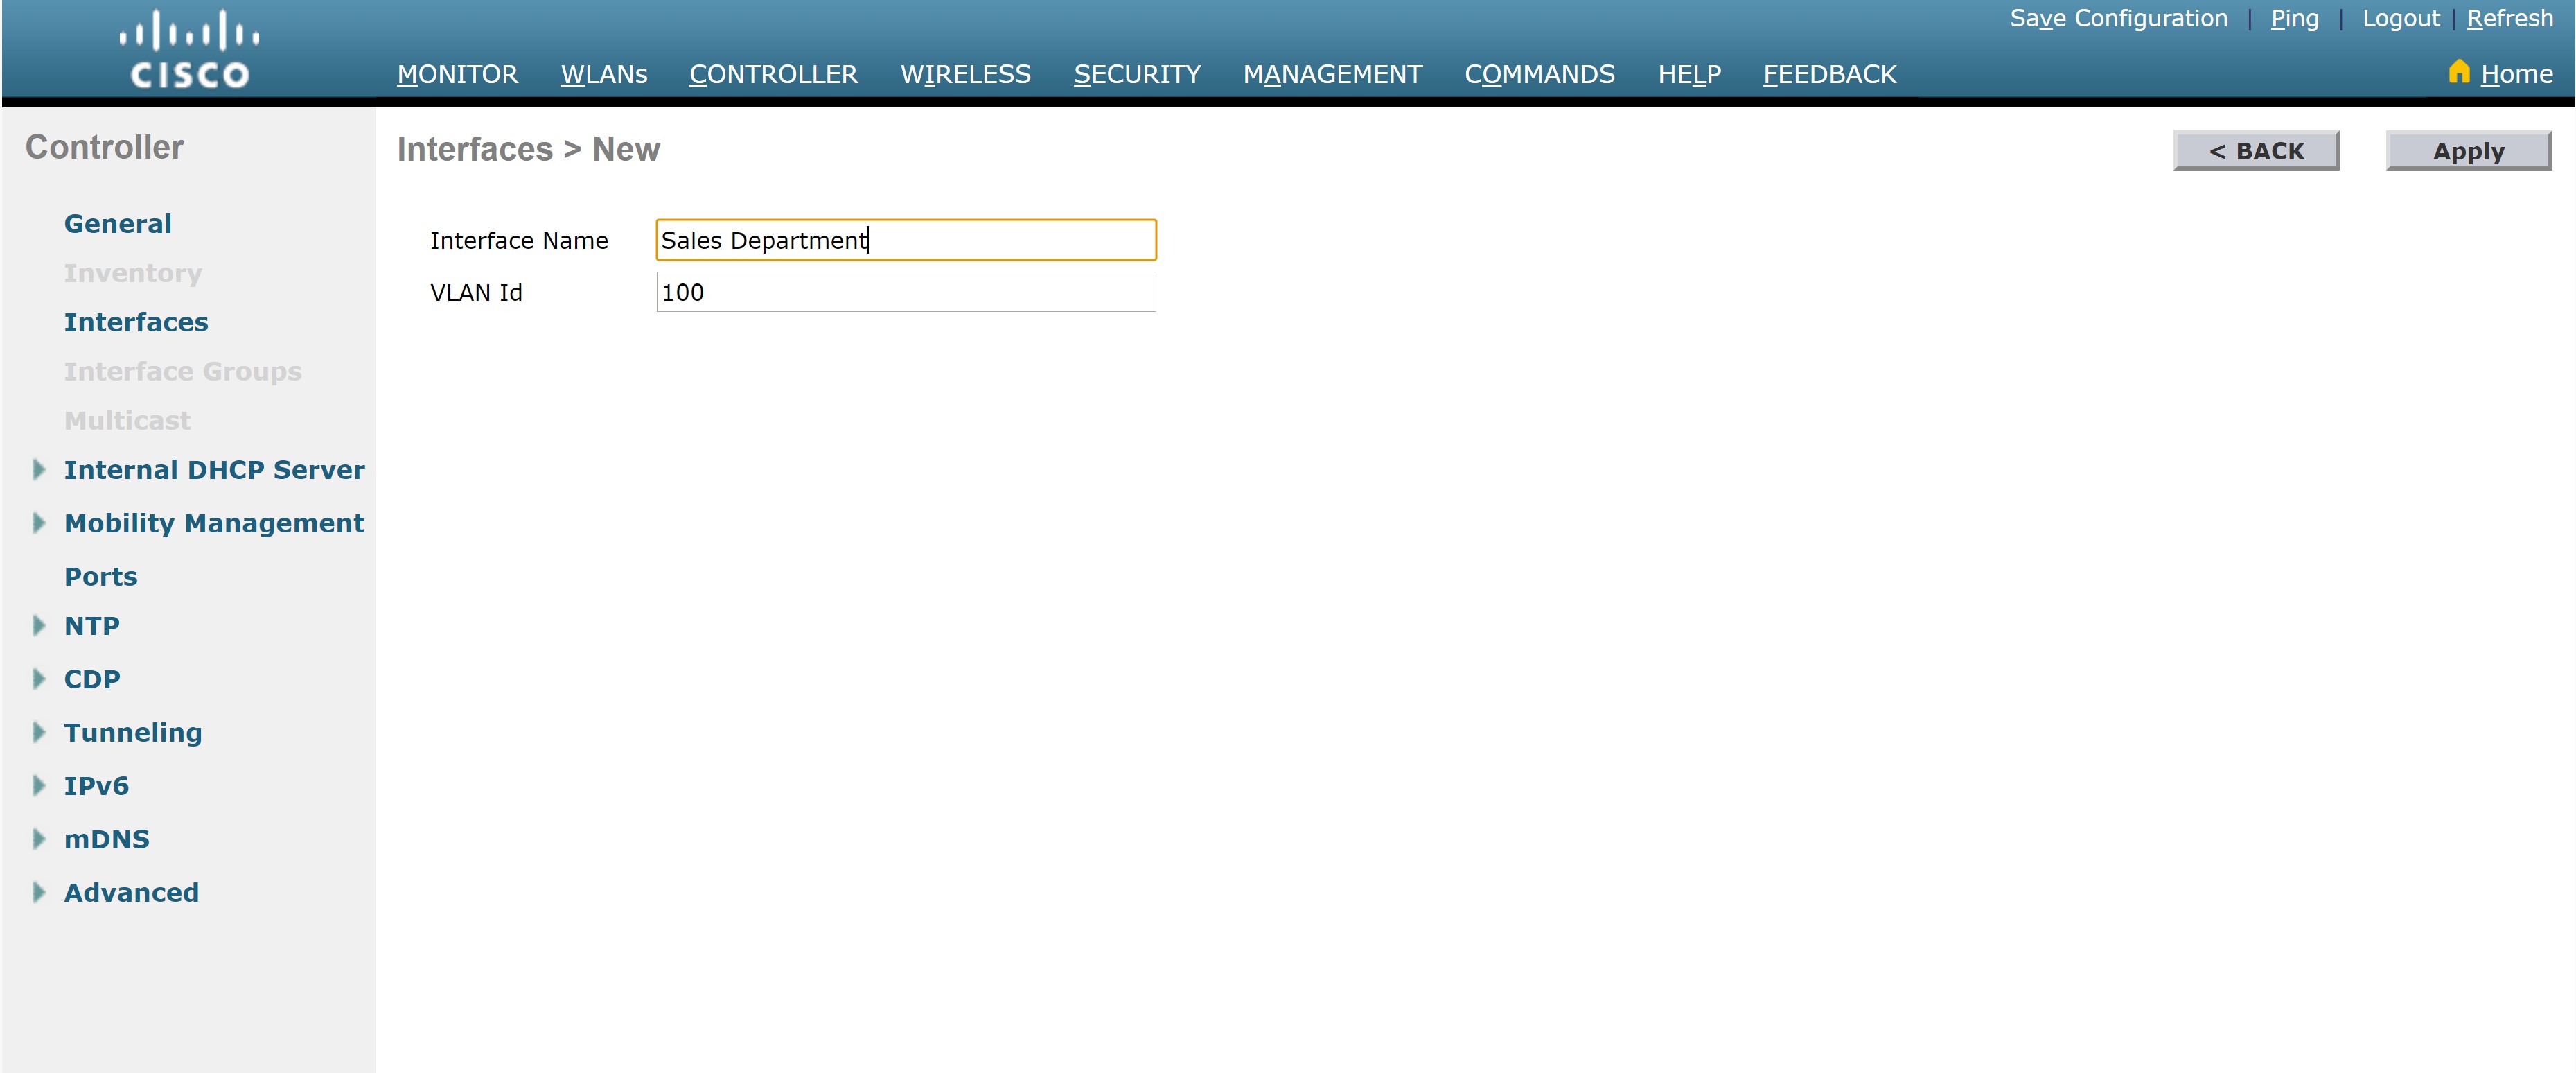 Save Configuration | Ping | Logout | Refresh
CISCO
MONITOR WLANs CONTROLLER WIRELESS SECURITY MANAGEMENT COMMANDS HELP FEEDBACK Home
Controller
General
Inventory
Interfaces
Interface Groups
Multicast
Internal DHCP Server
Mobility Management
Ports
NTP
CDP
Tunneling
IPv6
mDNS
Advanced
Interfaces > New
< BACK Apply
Interface Name Sales Department
VLAN Id 100